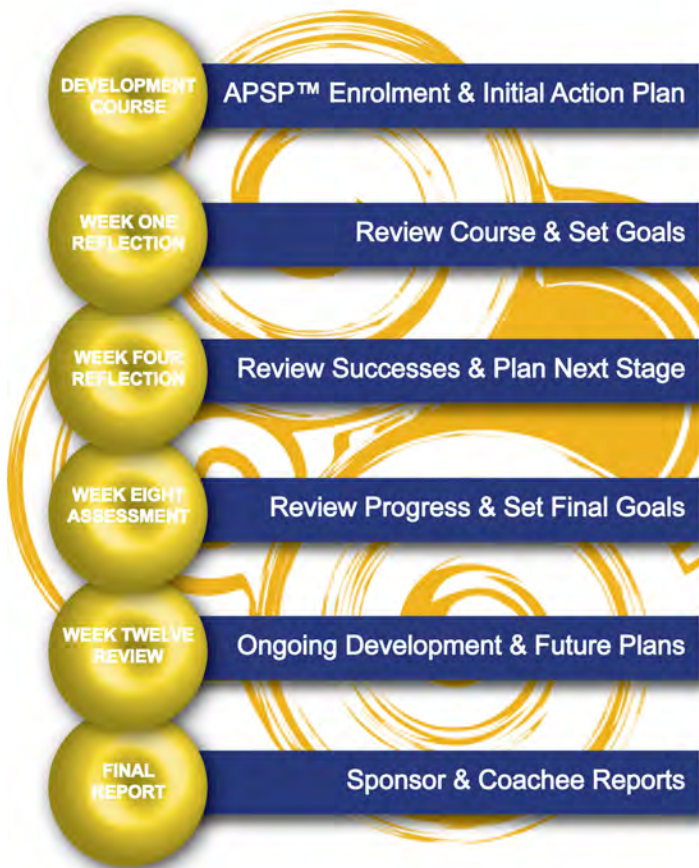 DEVELOPMENT
COURSE
APSP™ Enrolment & Initial Action Plan
WEEK ONE
REFLECTION
Review Course & Set Goals
WEEK FOUR
REFLECTION
Review Successes & Plan Next Stage
WEEK EIGHT
ASSESSMENT
Review Progress & Set Final Goals
WEEK TWELVE
REVIEW
Ongoing Development & Future Plans
FINAL
REPORT
Sponsor & Coachee Reports